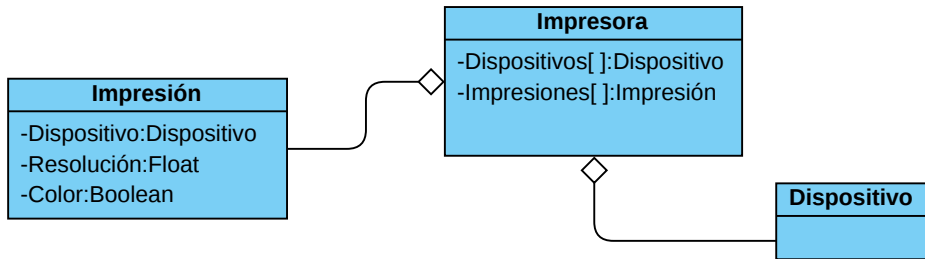 Impresora
-Dispositivos[ ]:Dispositivo
-Impresiones[ ]:Impresión
Impresión
-Dispositivo:Dispositivo
-Resolución:Float
-Color:Boolean
Dispositivo